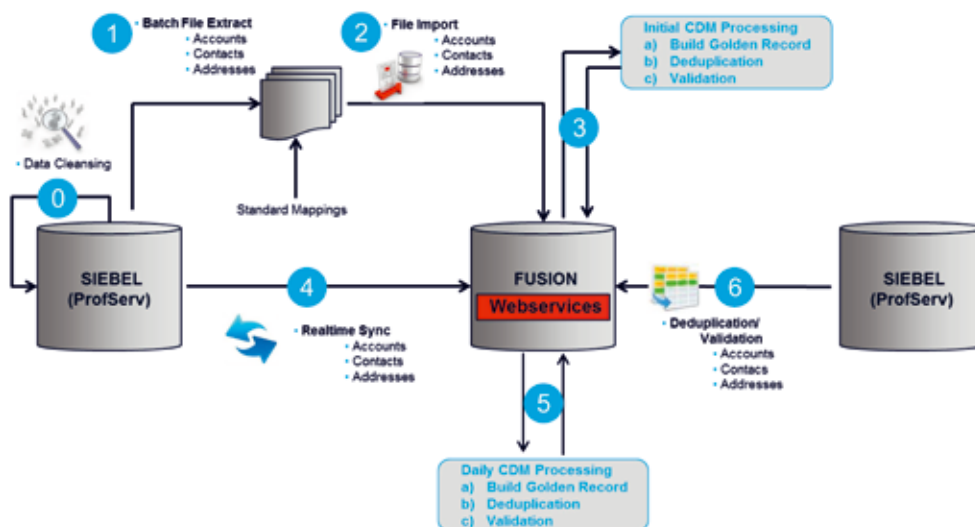 1
Batch File Extract
Accounts
Contacts
Addresses
2
File Import
Accounts
Contacts
Addresses
Initial CDM Processing
a) Build Golden Record
b) Deduplication
c) Validation
3
Data Cleansing
0
Standard Mappings
SIEBEL
(ProfServ)
4
Realtime Sync
Accounts
Contacts
Addresses
FUSION
Webservices
6
Deduplication/
Validation
Accounts
Contacs
Addresses
SIEBEL
(ProfServ)
5
Daily CDM Processing
a) Build Golden Record
b) Deduplication
c) Validation